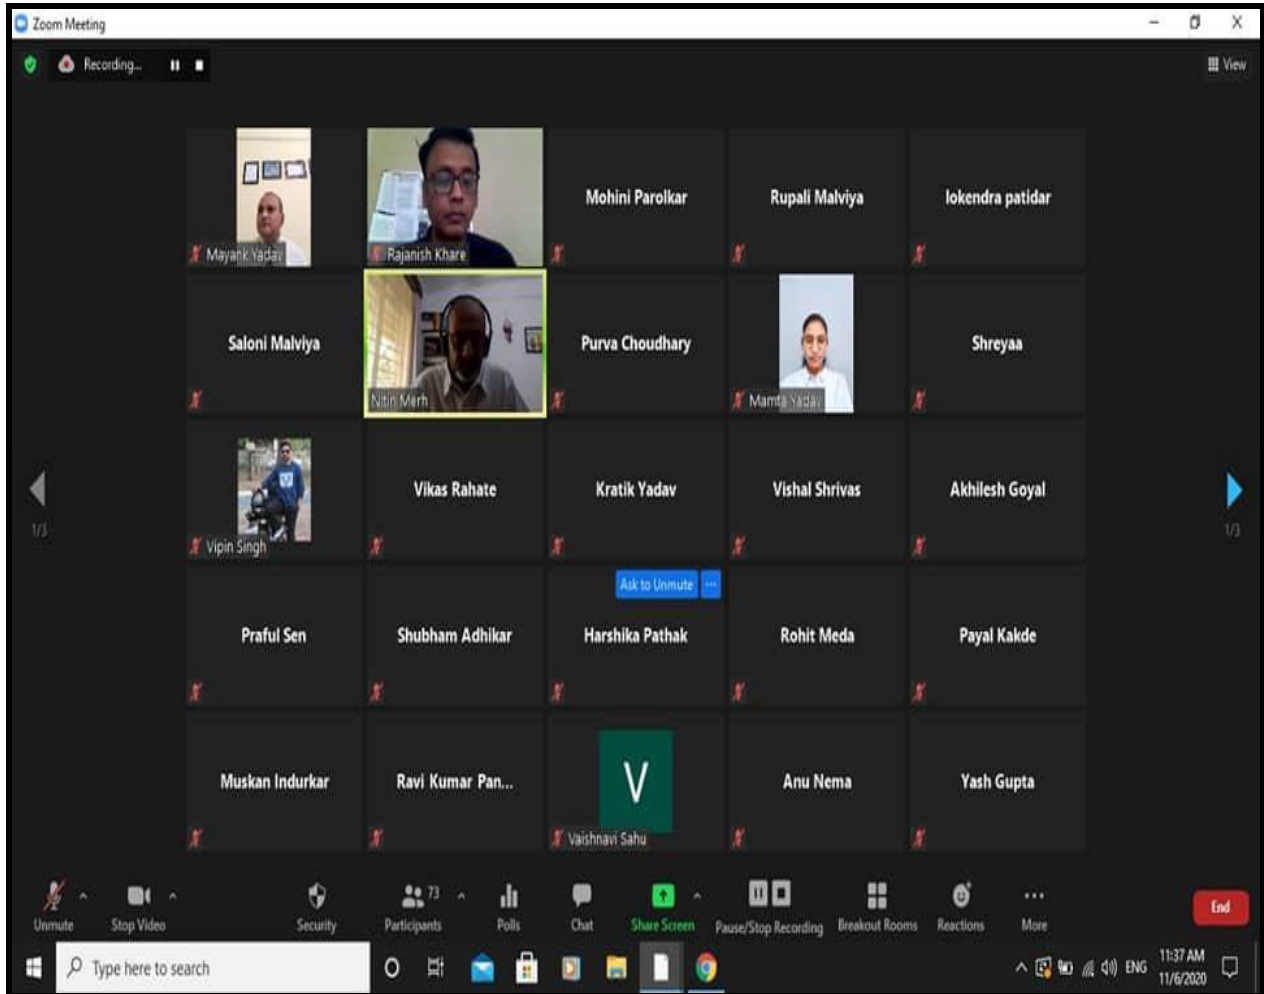 Zoom Meeting
Recording...
View
Mayank Yadav
Rajanish Khare
Mohini Parolkar
Rupali Malviya
lokendra patidar
Saloni Malviya
Nitin Merh
Purva Choudhary
Mamta Yadav
Shreyaa
Vipin Singh
Vikas Rahate
Kratik Yadav
Vishal Shrivas
Akhilesh Goyal
1/3
1/3
Ask to Unmute ...
Praful Sen
Shubham Adhikar
Harshika Pathak
Rohit Meda
Payal Kakde
Muskan Indurkar
Ravi Kumar Pan...
V
Vaishnavi Sahu
Anu Nema
Yash Gupta
73
Unmute
Stop Video
Security
Participants
Polls
Chat
Share Screen
Pause/Stop Recording
Breakout Rooms
Reactions
More
End
Type here to search
ENG
11:37 AM
11/6/2020